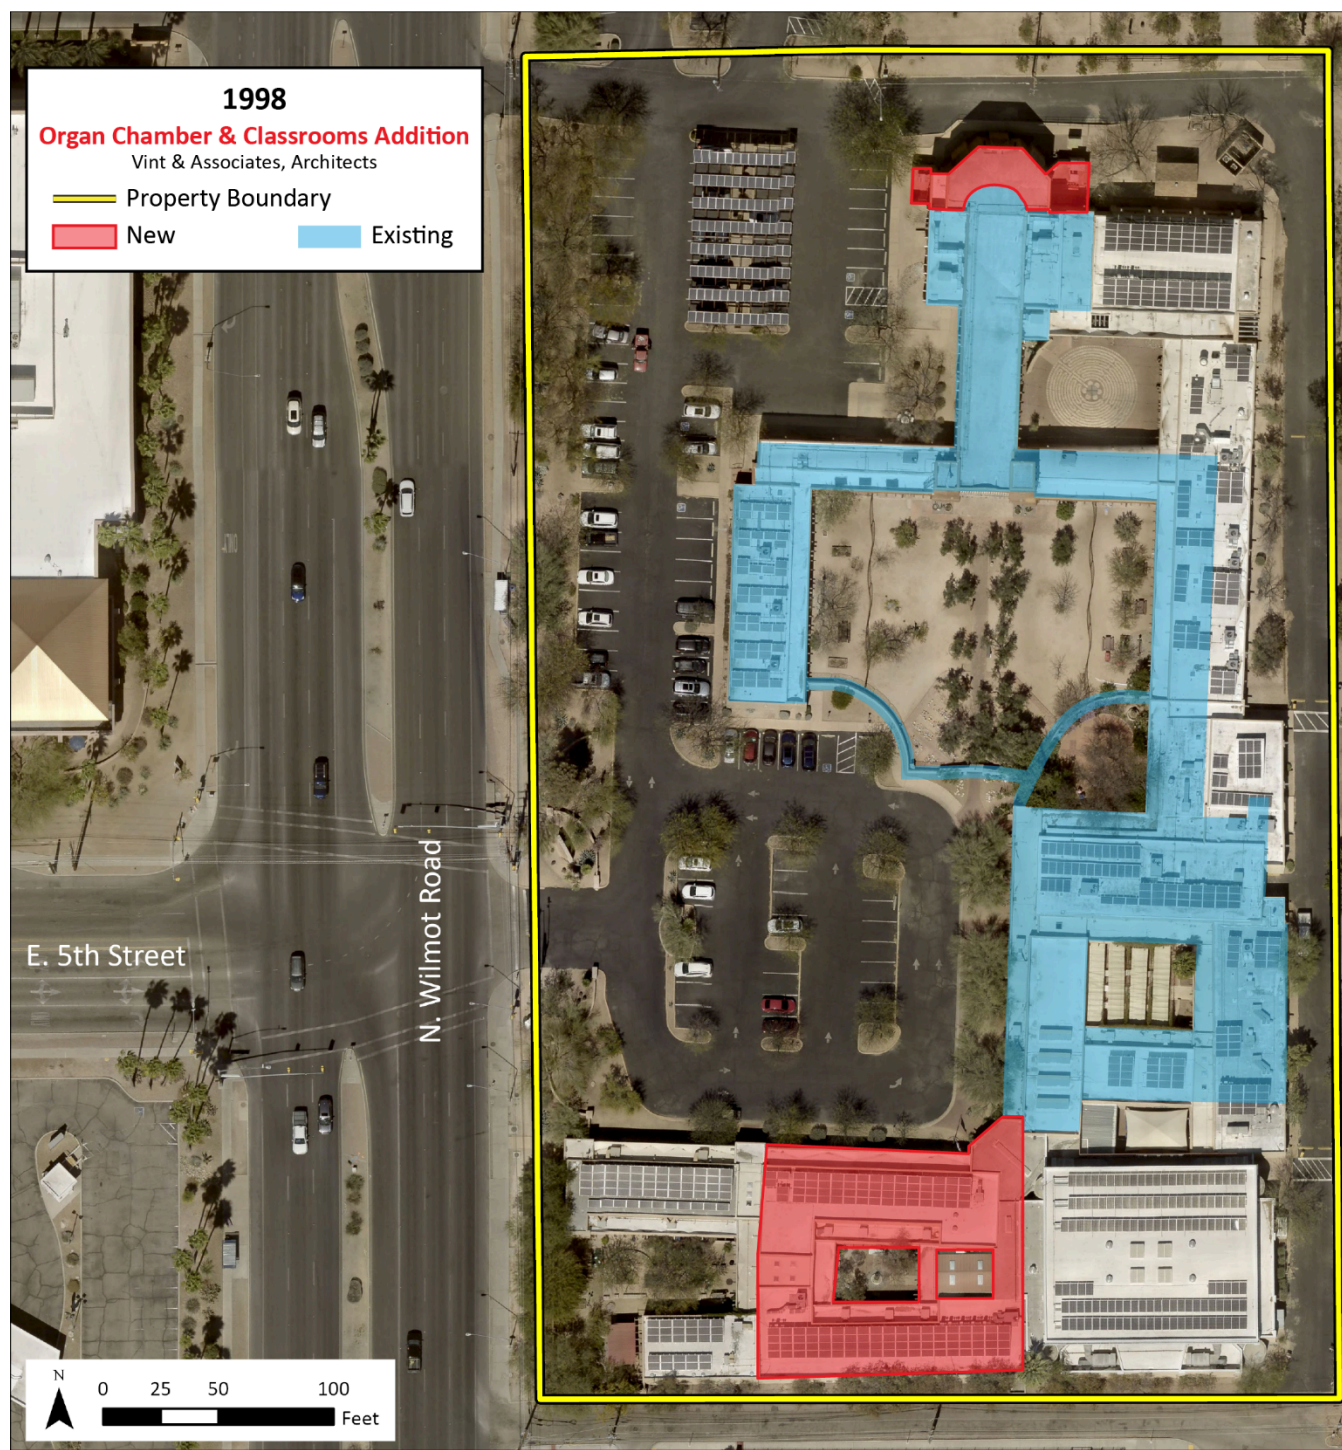 1998
Organ Chamber & Classrooms Addition
Vint & Associates, Architects
Property Boundary
New Existing
E. 5th Street
N. Wilmot Road
N
0 25 50 100
Feet